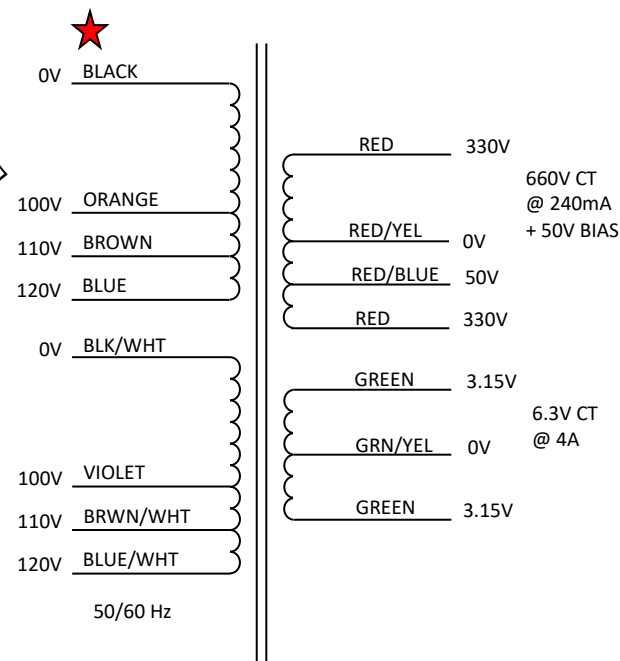 0V BLACK
100V ORANGE
110V BROWN
120V BLUE
0V BLK/WHT
100V VIOLET
110V BRWN/WHT
120V BLUE/WHT
50/60 Hz
RED 330V
RED/YEL 0V
RED/BLUE 50V
RED 330V
660V CT
@ 240mA
+ 50V BIAS
GREEN 3.15V
GRN/YEL 0V
GREEN 3.15V
6.3V CT
@ 4A